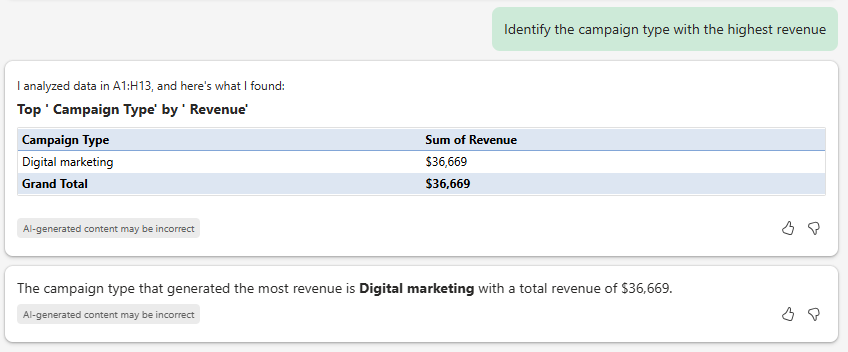 Identify the campaign type with the highest revenue
I analyzed data in A1:H13, and here's what I found:
Top ' Campaign Type' by ' Revenue'
Campaign Type Sum of Revenue
Digital marketing $36,669
Grand Total $36,669
AI-generated content may be incorrect
The campaign type that generated the most revenue is Digital marketing with a total revenue of $36,669.
AI-generated content may be incorrect